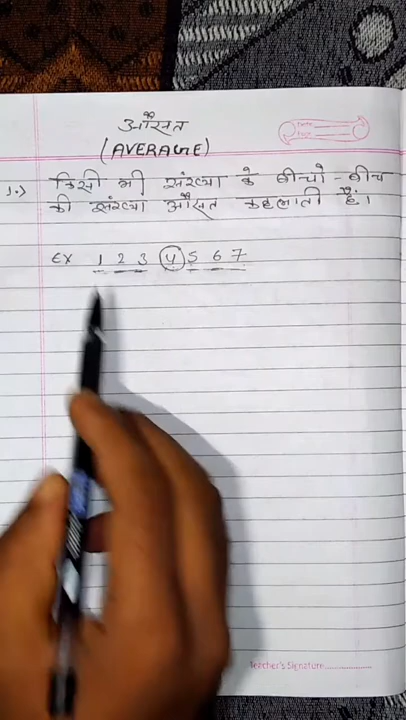 औसत
(AVERAGE)
1.) किसी भी संख्या के बीचो-बीच
की संख्या औसत कहलाती हैं।
Ex 1 2 3 4 5 6 7
Teacher's Signature